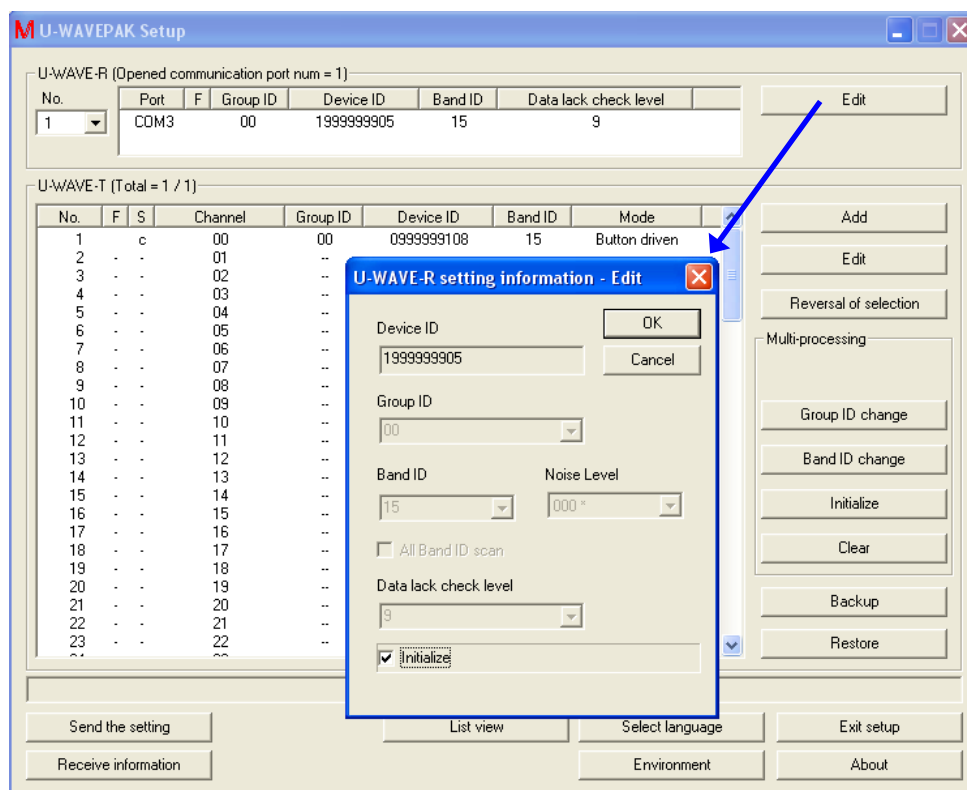 M U-WAVEPAK Setup
U-WAVE-R (Opened communication port num = 1)
No. Port F Group ID Device ID Band ID Data lack check level Edit
1 COM3 00 1999999905 15 9
U-WAVE-T (Total = 1 / 1)
No. F S Channel Group ID Device ID Band ID Mode Add
1 c 00 00 0999999108 15 Button driven
2 - - 01 --
3 - - 02 --
4 - - 03 --
5 - - 04 --
6 - - 05 --
7 - - 06 --
8 - - 07 --
9 - - 08 --
10 - - 09 --
11 - - 10 --
12 - - 11 --
13 - - 12 --
14 - - 13 --
15 - - 14 --
16 - - 15 --
17 - - 16 --
18 - - 17 --
19 - - 18 --
20 - - 19 --
21 - - 20 --
22 - - 21 --
23 - - 22 --
U-WAVE-R setting information - Edit
Device ID OK
1999999905 Cancel
Group ID
00
Band ID Noise Level
15 000 *
All Band ID scan
Data lack check level
9
Initialize
Edit
Reversal of selection
Multi-processing
Group ID change
Band ID change
Initialize
Clear
Backup
Restore
Send the setting List view Select language Exit setup
Receive information Environment About